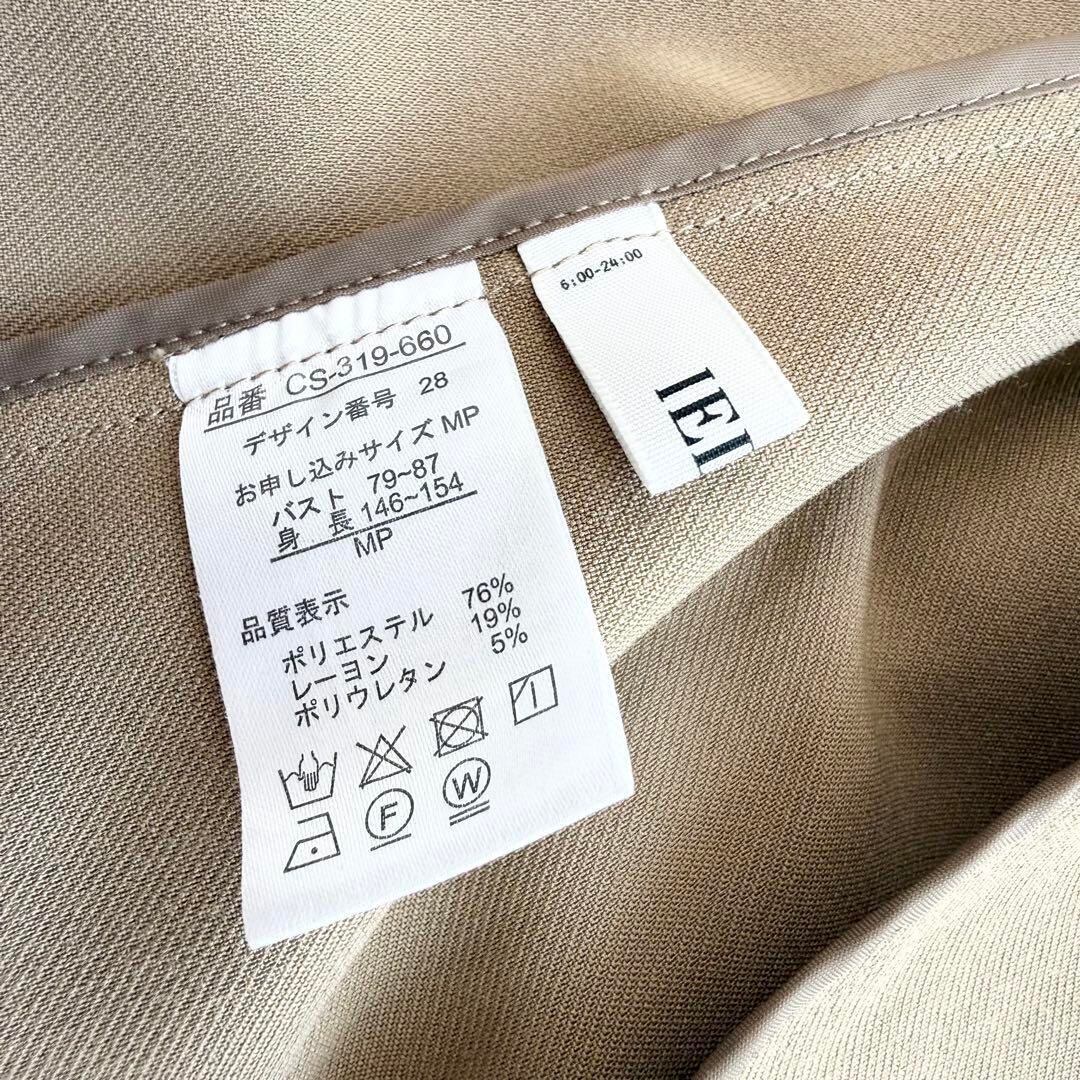 品番 CS-319-660
デザイン番号 28
お申し込みサイズ MP
バスト 79~87
身 長 146~154
MP
品質表示
ポリエステル 76%
レーヨン 19%
ポリウレタン 5%
F W
6:00-24:00